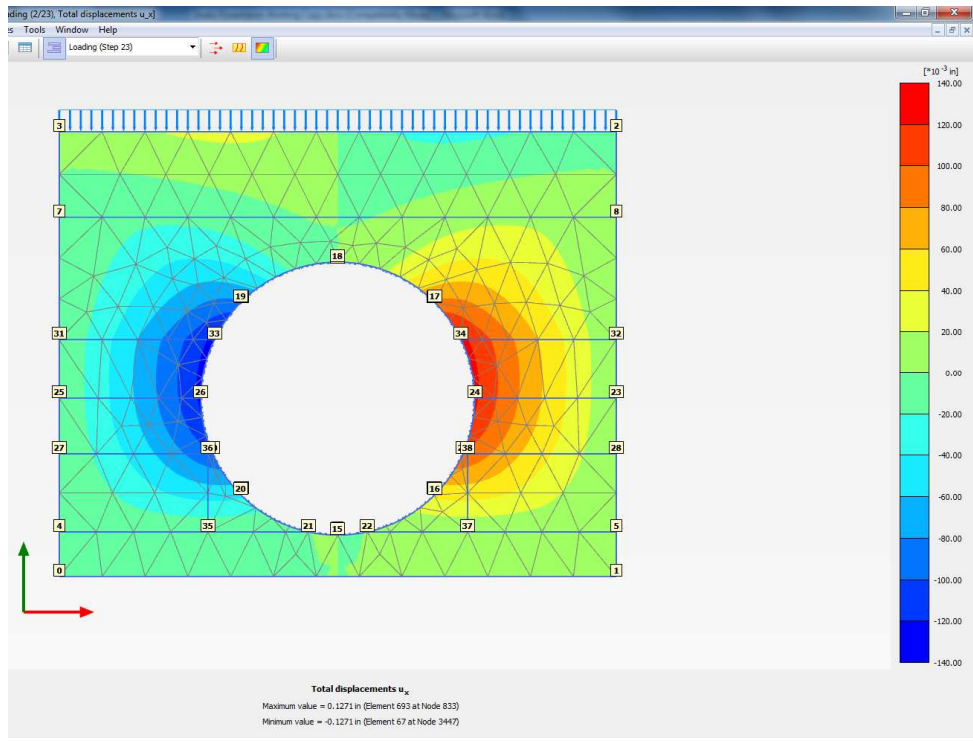 ading (2/23), Total displacements u_x]
es Tools Window Help
Loading (Step 23)
[*10 -3 in]
140.00
120.00
100.00
80.00
60.00
40.00
20.00
0.00
-20.00
-40.00
-60.00
-80.00
-100.00
-120.00
-140.00
3 2
7 8
18
19 17
31 33 34 32
25 26 24 23
27 36 38 28
20 16
4 35 21 15 22 37 5
0 1
Total displacements ux
Maximum value = 0.1271 in (Element 693 at Node 833)
Minimum value = -0.1271 in (Element 67 at Node 3447)